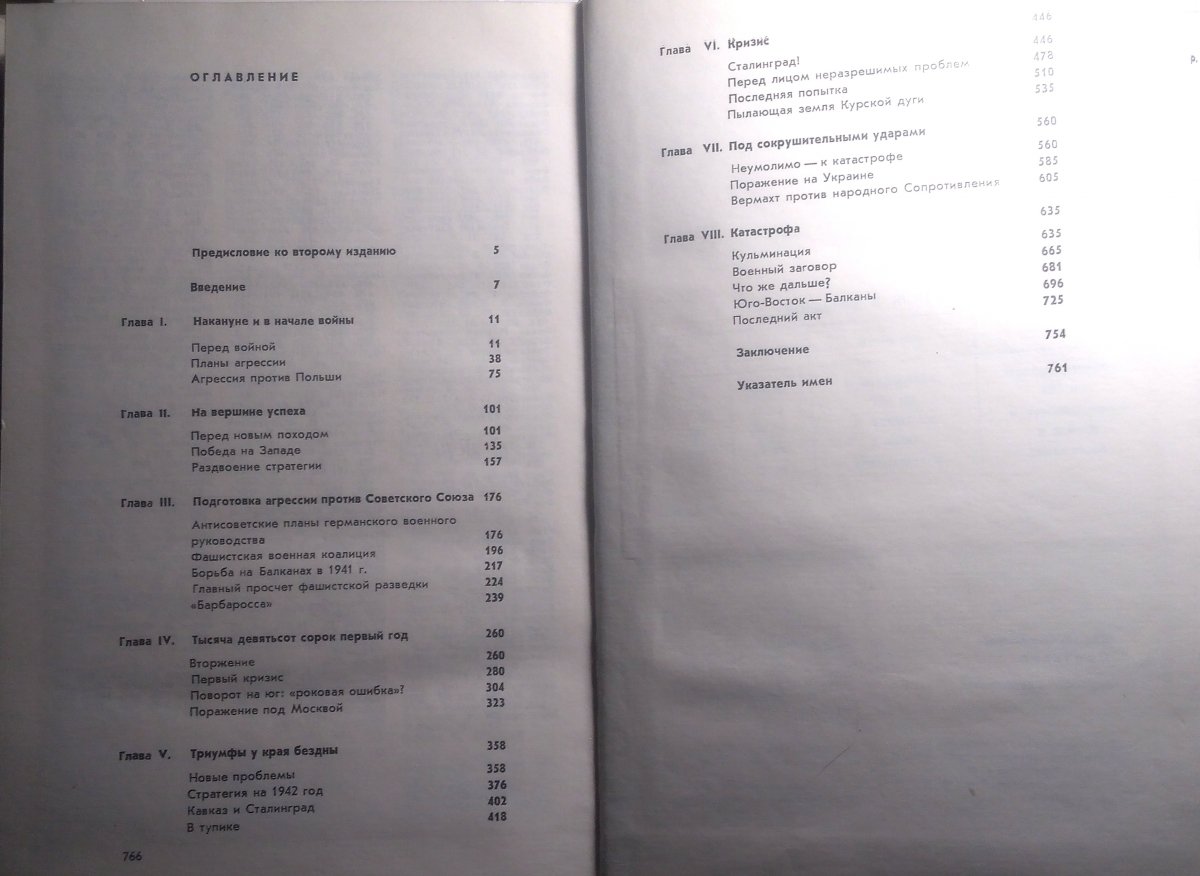 ОГЛАВЛЕНИЕ
Предисловие ко второму изданию 5
Введение 7
Глава I. Накануне и в начале войны 11
Перед войной 11
Планы агрессии 38
Агрессия против Польши 75
Глава II. На вершине успеха 101
Перед новым походом 101
Победа на Западе 135
Раздвоение стратегии 157
Глава III. Подготовка агрессии против Советского Союза 176
Антисоветские планы германского военного
руководства 176
Фашистская военная коалиция 196
Борьба на Балканах в 1941 г. 217
Главный просчет фашистской разведки 224
«Барбаросса» 239
Глава IV. Тысяча девятьсот сорок первый год 260
Вторжение 260
Первый кризис 280
Поворот на юг: «роковая ошибка»? 304
Поражение под Москвой 323
Глава V. Триумфы у края бездны 358
Новые проблемы 358
Стратегия на 1942 год 376
Кавказ и Сталинград 402
В тупике 418
766
Глава VI. Кризис 446
Сталинград! 446
Перед лицом неразрешимых проблем 478
Последняя попытка 510
Пылающая земля Курской дуги 535
Глава VII. Под сокрушительными ударами 560
Неумолимо — к катастрофе 560
Поражение на Украине 585
Вермахт против народного Сопротивления 605
Глава VIII. Катастрофа 635
Кульминация 635
Военный заговор 665
Что же дальше? 681
Юго-Восток — Балканы 696
Последний акт 725
Заключение 754
Указатель имен 761
р.